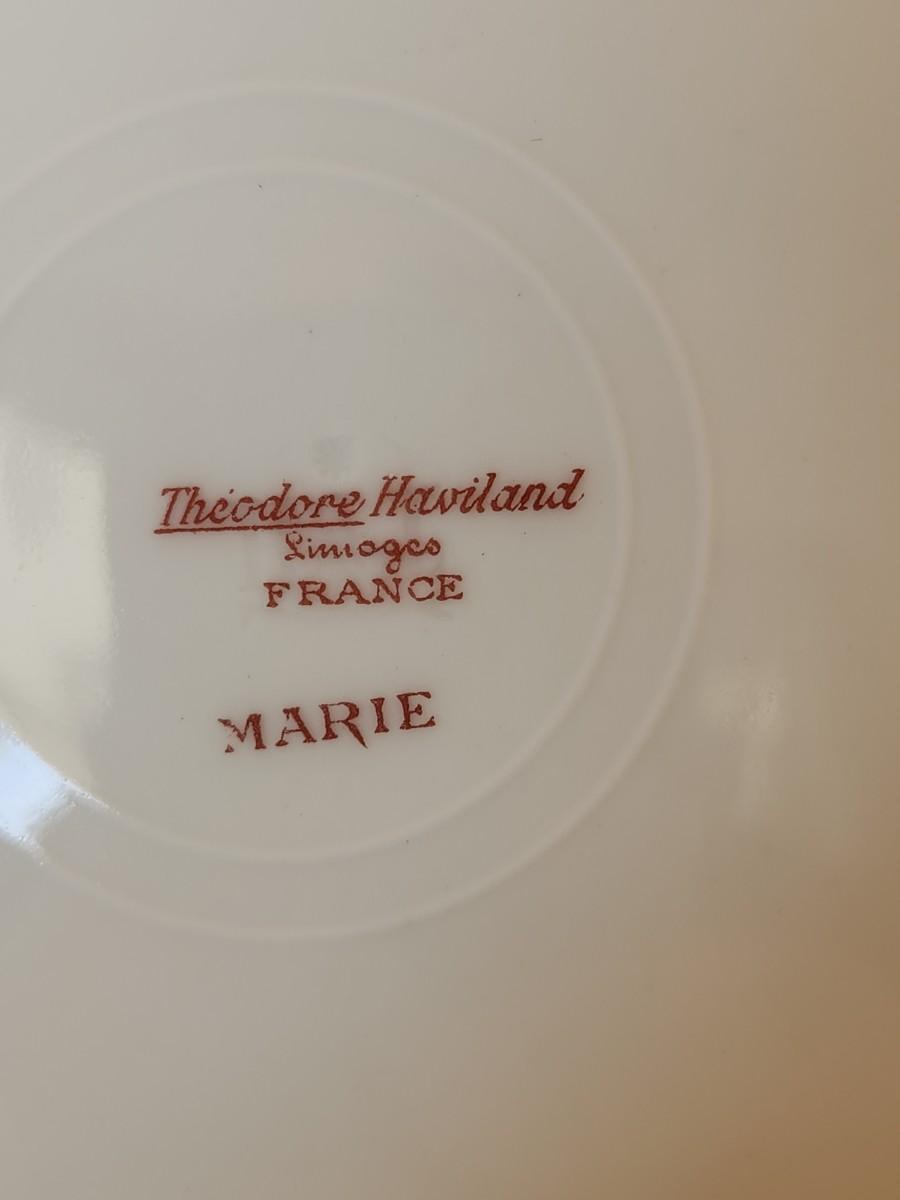 Théodore Haviland
Limoges
FRANCE
MARIE